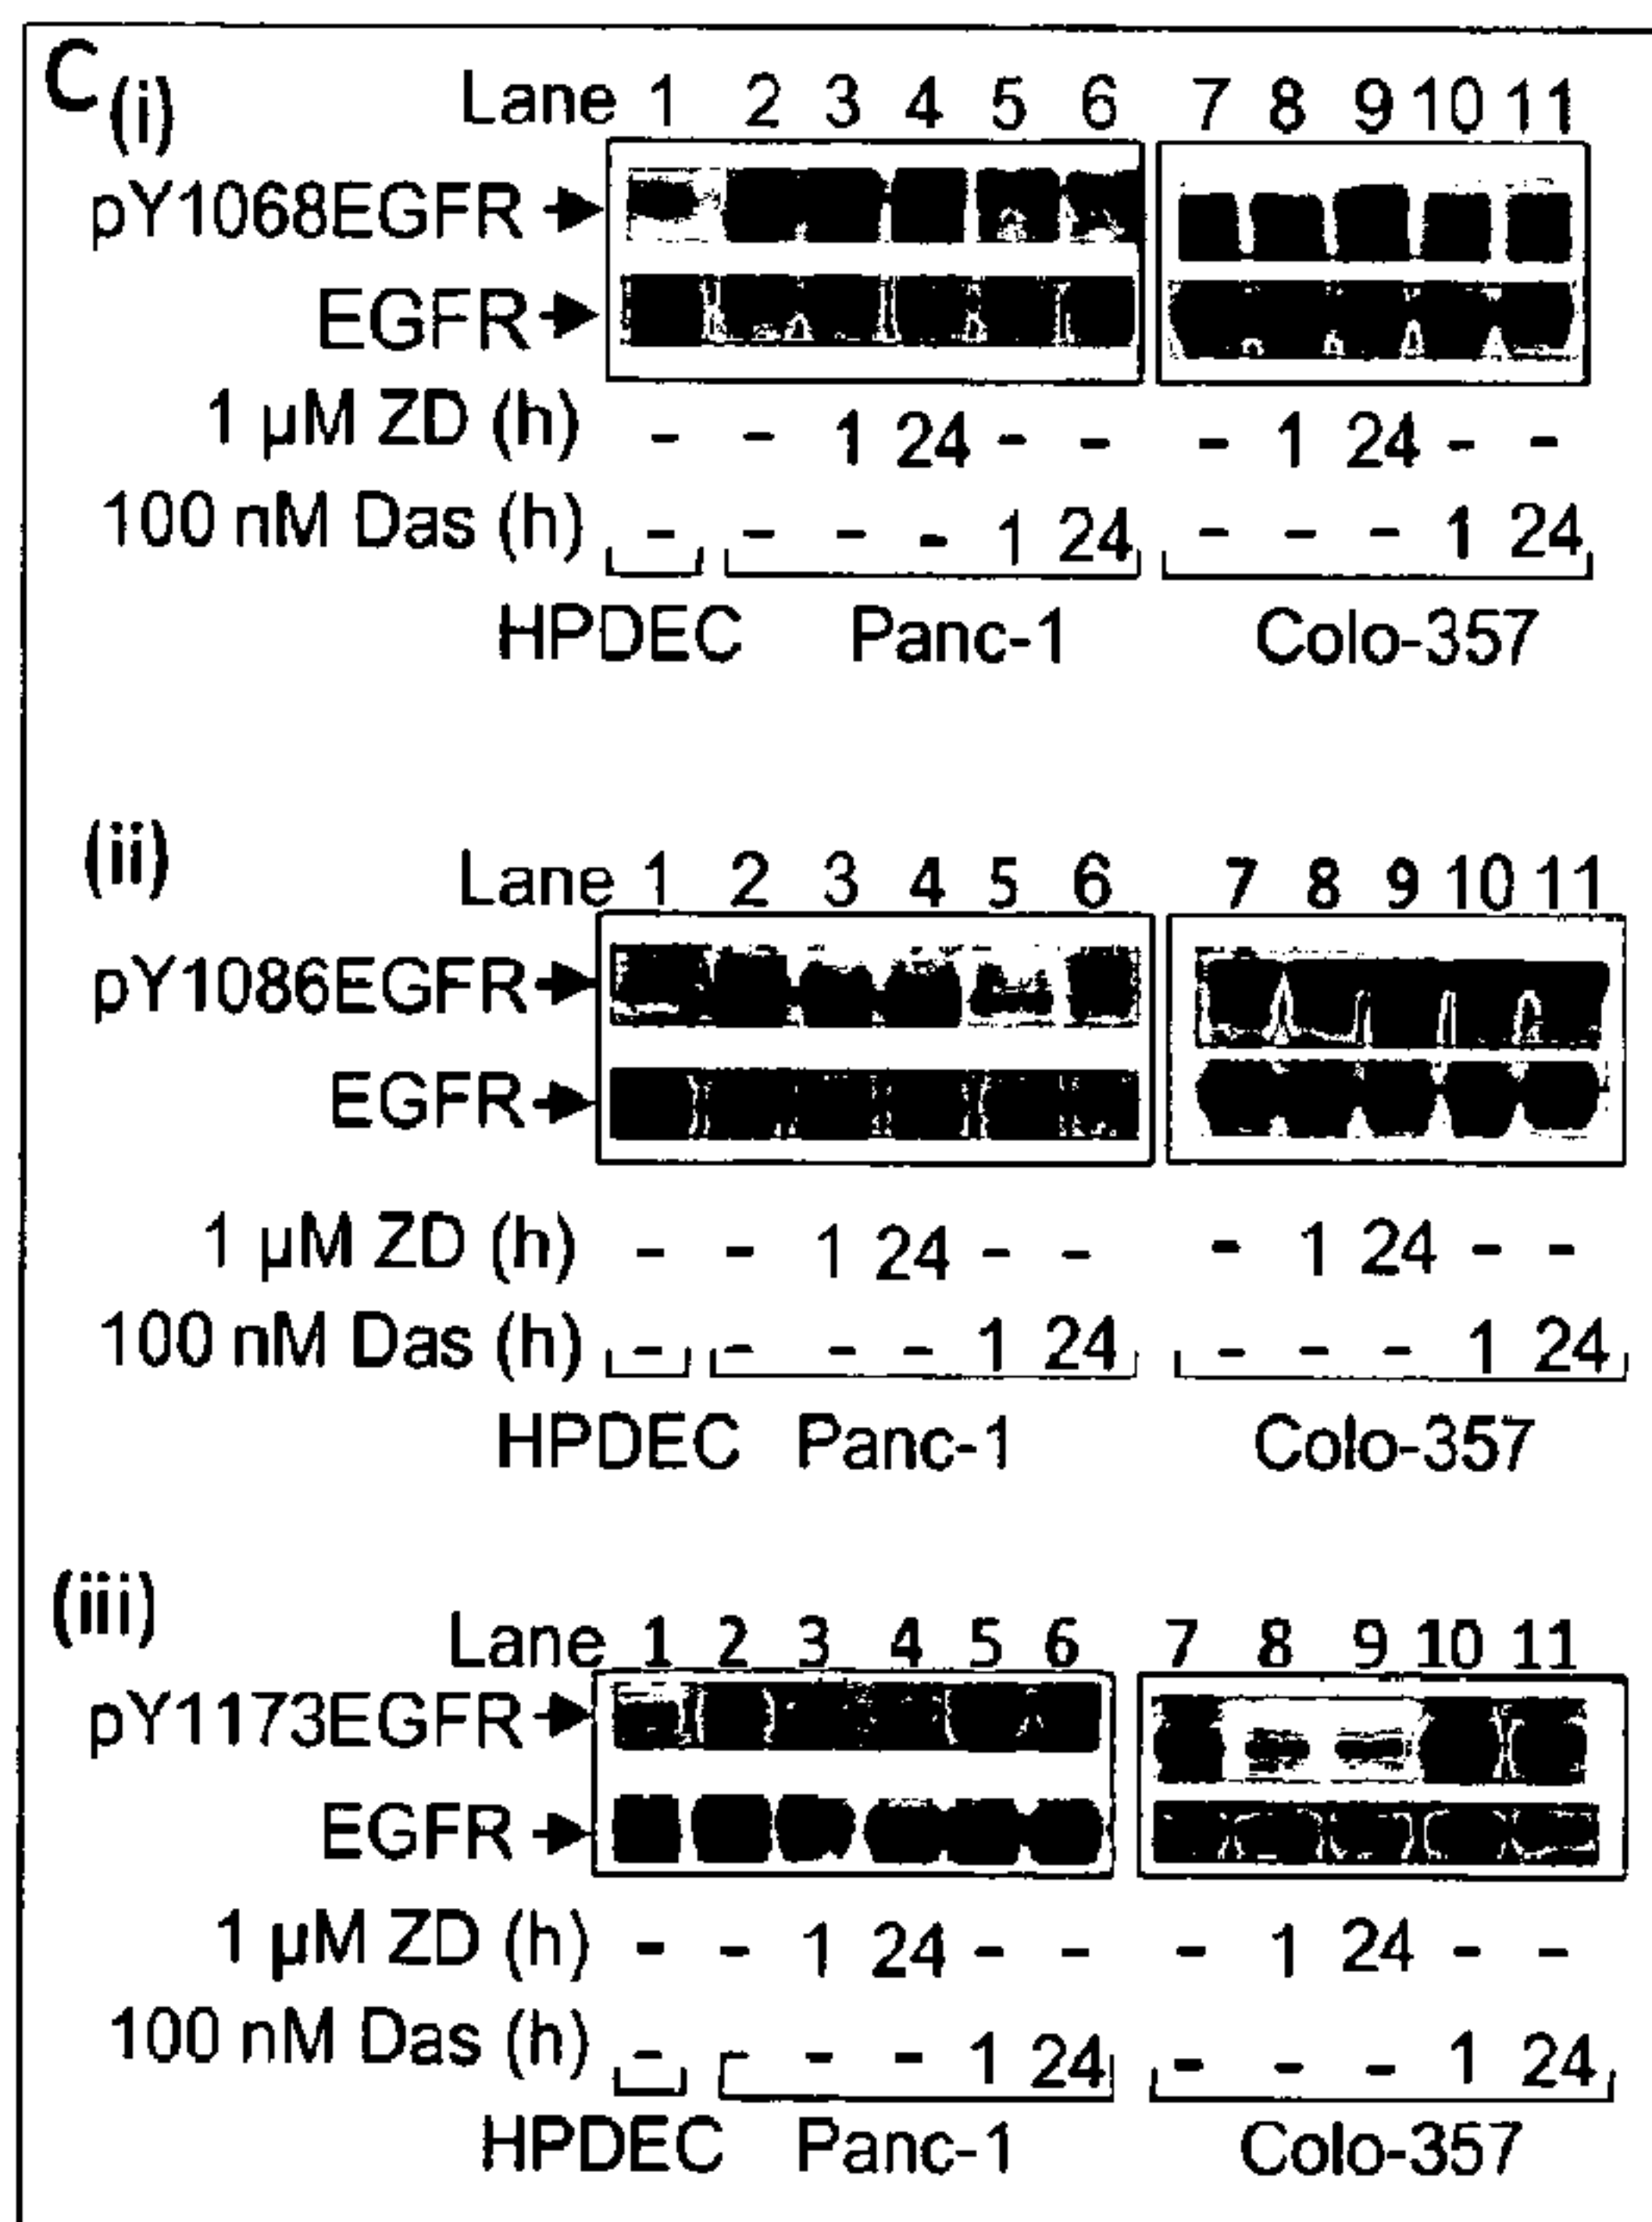 C (i)
Lane 1 2 3 4 5 6 7 8 9 10 11
pY1068EGFR
EGFR
1 µM ZD (h) - - 1 24 - - - 1 24 - -
100 nM Das (h) - - - - 1 24 - - - 1 24
HPDEC Panc-1 Colo-357
(ii)
Lane 1 2 3 4 5 6 7 8 9 10 11
pY1086EGFR
EGFR
1 µM ZD (h) - - 1 24 - - - 1 24 - -
100 nM Das (h) - - - - 1 24 - - - 1 24
HPDEC Panc-1 Colo-357
(iii)
Lane 1 2 3 4 5 6 7 8 9 10 11
pY1173EGFR
EGFR
1 µM ZD (h) - - 1 24 - - - 1 24 - -
100 nM Das (h) - - - - 1 24 - - - 1 24
HPDEC Panc-1 Colo-357